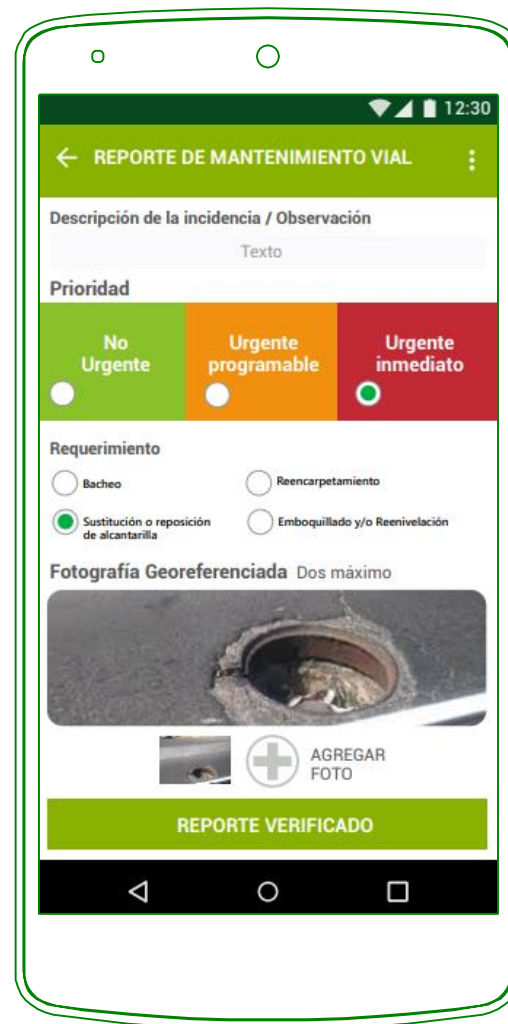 12:30
REPORTE DE MANTENIMIENTO VIAL
Descripción de la incidencia / Observación
Texto
Prioridad
No
Urgente
Urgente
programable
Urgente
inmediato
Requerimiento
Bacheo
Reencarpetamiento
Sustitución o reposición
de alcantarilla
Emboquillado y/o Reenivelación
Fotografía Georeferenciada Dos máximo
AGREGAR
FOTO
REPORTE VERIFICADO